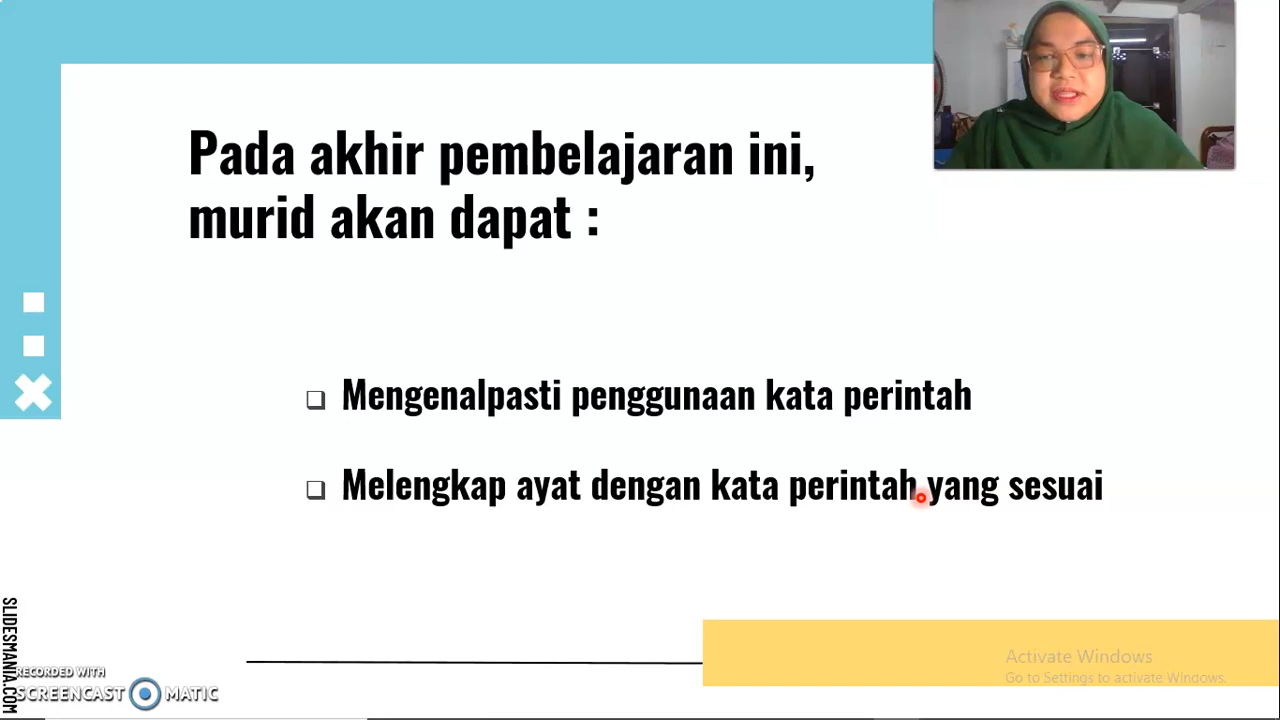 Pada akhir pembelajaran ini,
murid akan dapat :
❑ Mengenalpasti penggunaan kata perintah
❑ Melengkap ayat dengan kata perintah yang sesuai
SLIDESMANIA.COM
RECORDED WITH
SCREENCAST MATIC
Activate Windows
Go to Settings to activate Windows.